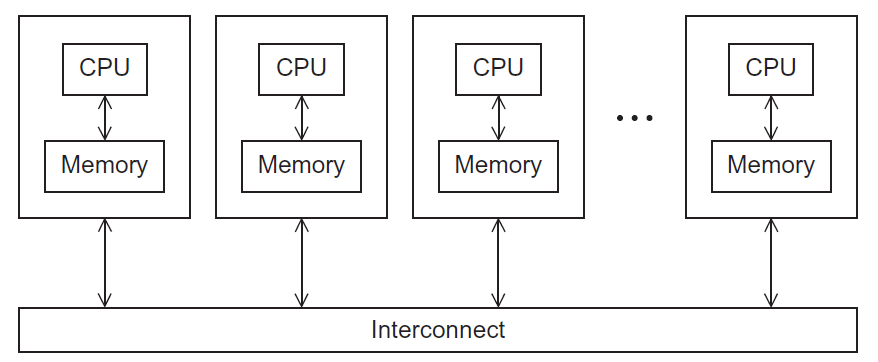 CPU
Memory
CPU
Memory
CPU
Memory
...
CPU
Memory
Interconnect